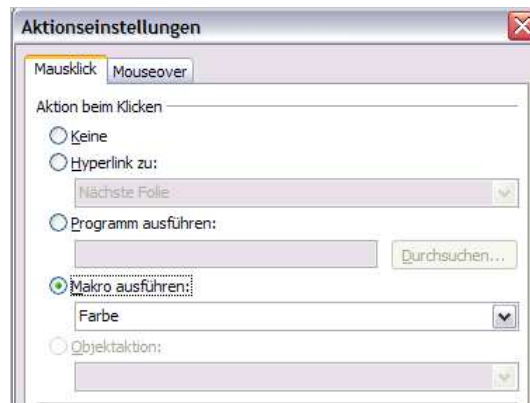 Aktionseinstellungen
Mausklick Mouseover
Aktion beim Klicken
Keine
Hyperlink zu:
Nächste Folie
Programm ausführen:
Durchsuchen...
Makro ausführen:
Farbe
Objektaktion: